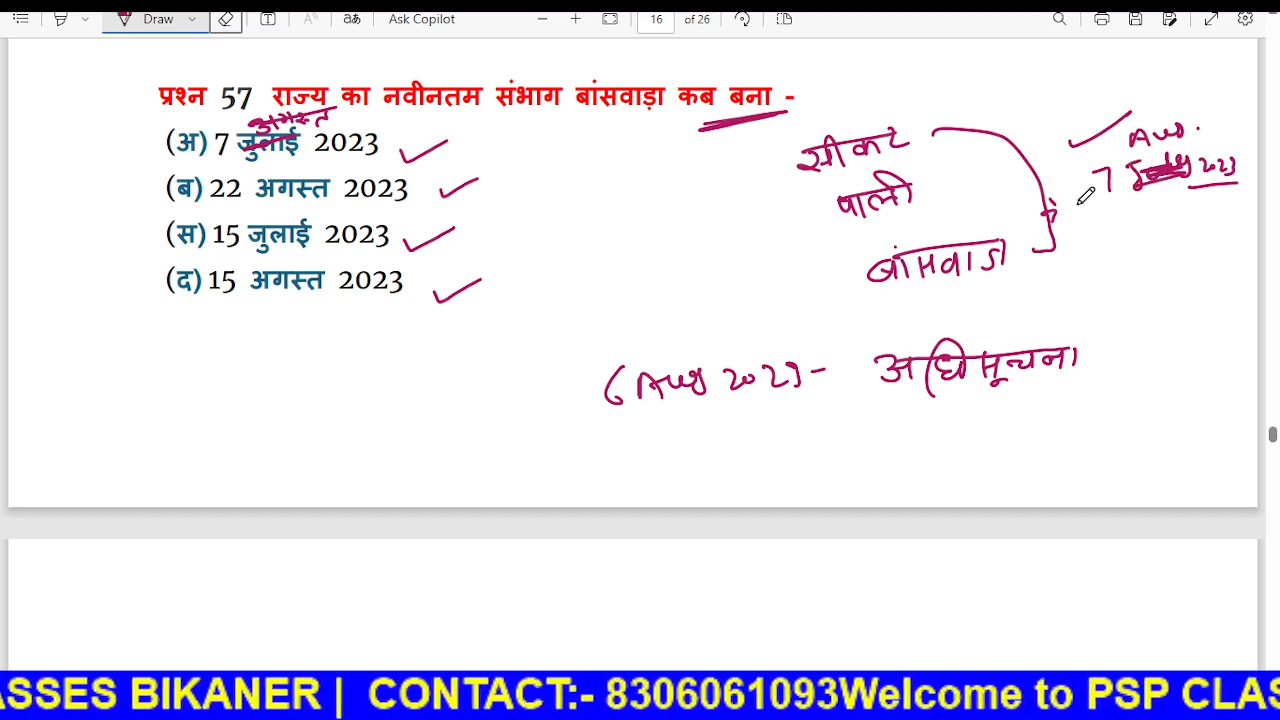 Draw Ask Copilot 16 of 26
प्रश्न 57 राज्य का नवीनतम संभाग बांसवाड़ा कब बना -
अगस्त
(अ) 7 जुलाई 2023
(ब) 22 अगस्त 2023
(स) 15 जुलाई 2023
(द) 15 अगस्त 2023
सीकर
पाली
बांसवाडा
Aug.
7 July 2023
6 Aug 2023 - अधिसूचना
ASSES BIKANER | CONTACT:- 8306061093Welcome to PSP CLAS